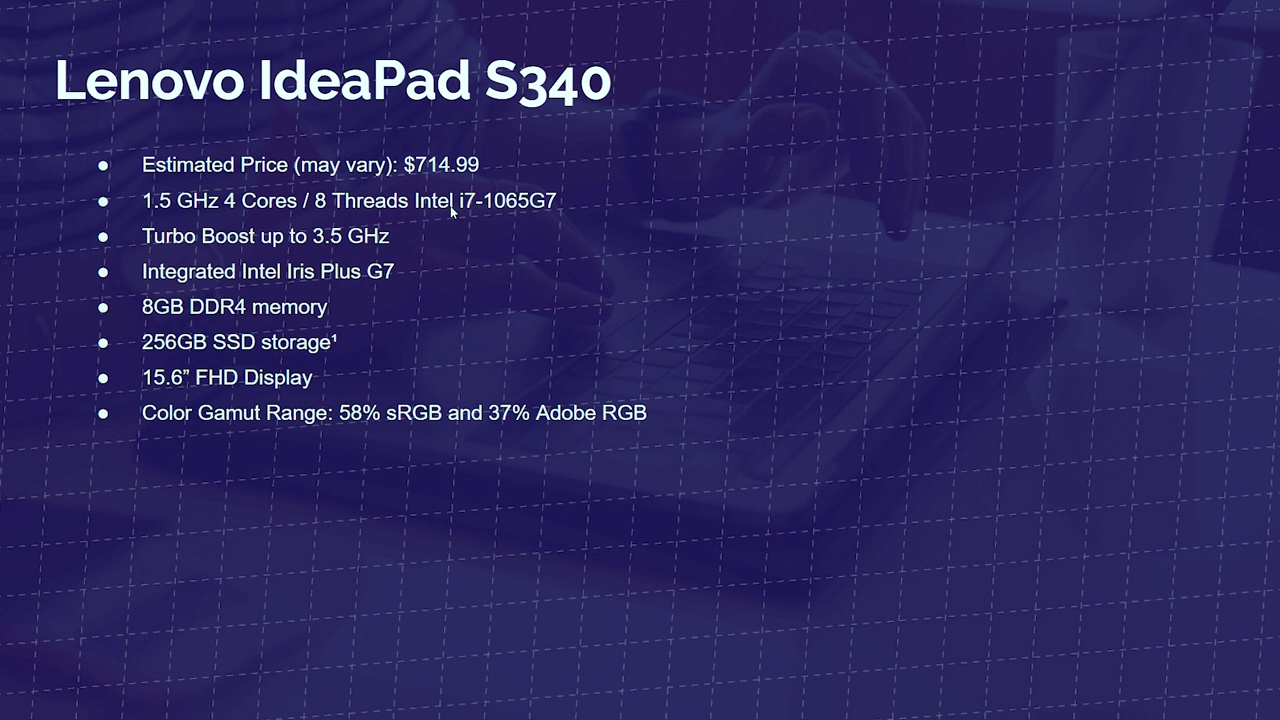 Lenovo IdeaPad S340
● Estimated Price (may vary): $714.99
● 1.5 GHz 4 Cores / 8 Threads Intel i7-1065G7
● Turbo Boost up to 3.5 GHz
● Integrated Intel Iris Plus G7
● 8GB DDR4 memory
● 256GB SSD storage¹
● 15.6” FHD Display
● Color Gamut Range: 58% sRGB and 37% Adobe RGB